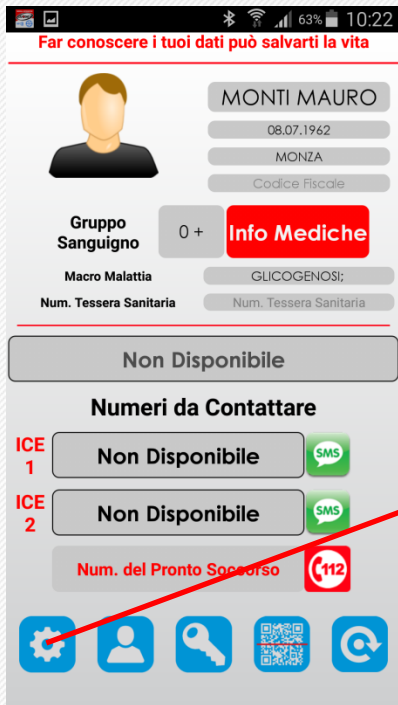 63% 10:22
Far conoscere i tuoi dati può salvarti la vita
MONTI MAURO
08.07.1962
MONZA
Codice Fiscale
Gruppo
Sanguigno
0 +
Info Mediche
Macro Malattia
GLICOGENOSI;
Num. Tessera Sanitaria
Num. Tessera Sanitaria
Non Disponibile
Numeri da Contattare
ICE
1
Non Disponibile
SMS
ICE
2
Non Disponibile
SMS
Num. del Pronto Soccorso
112